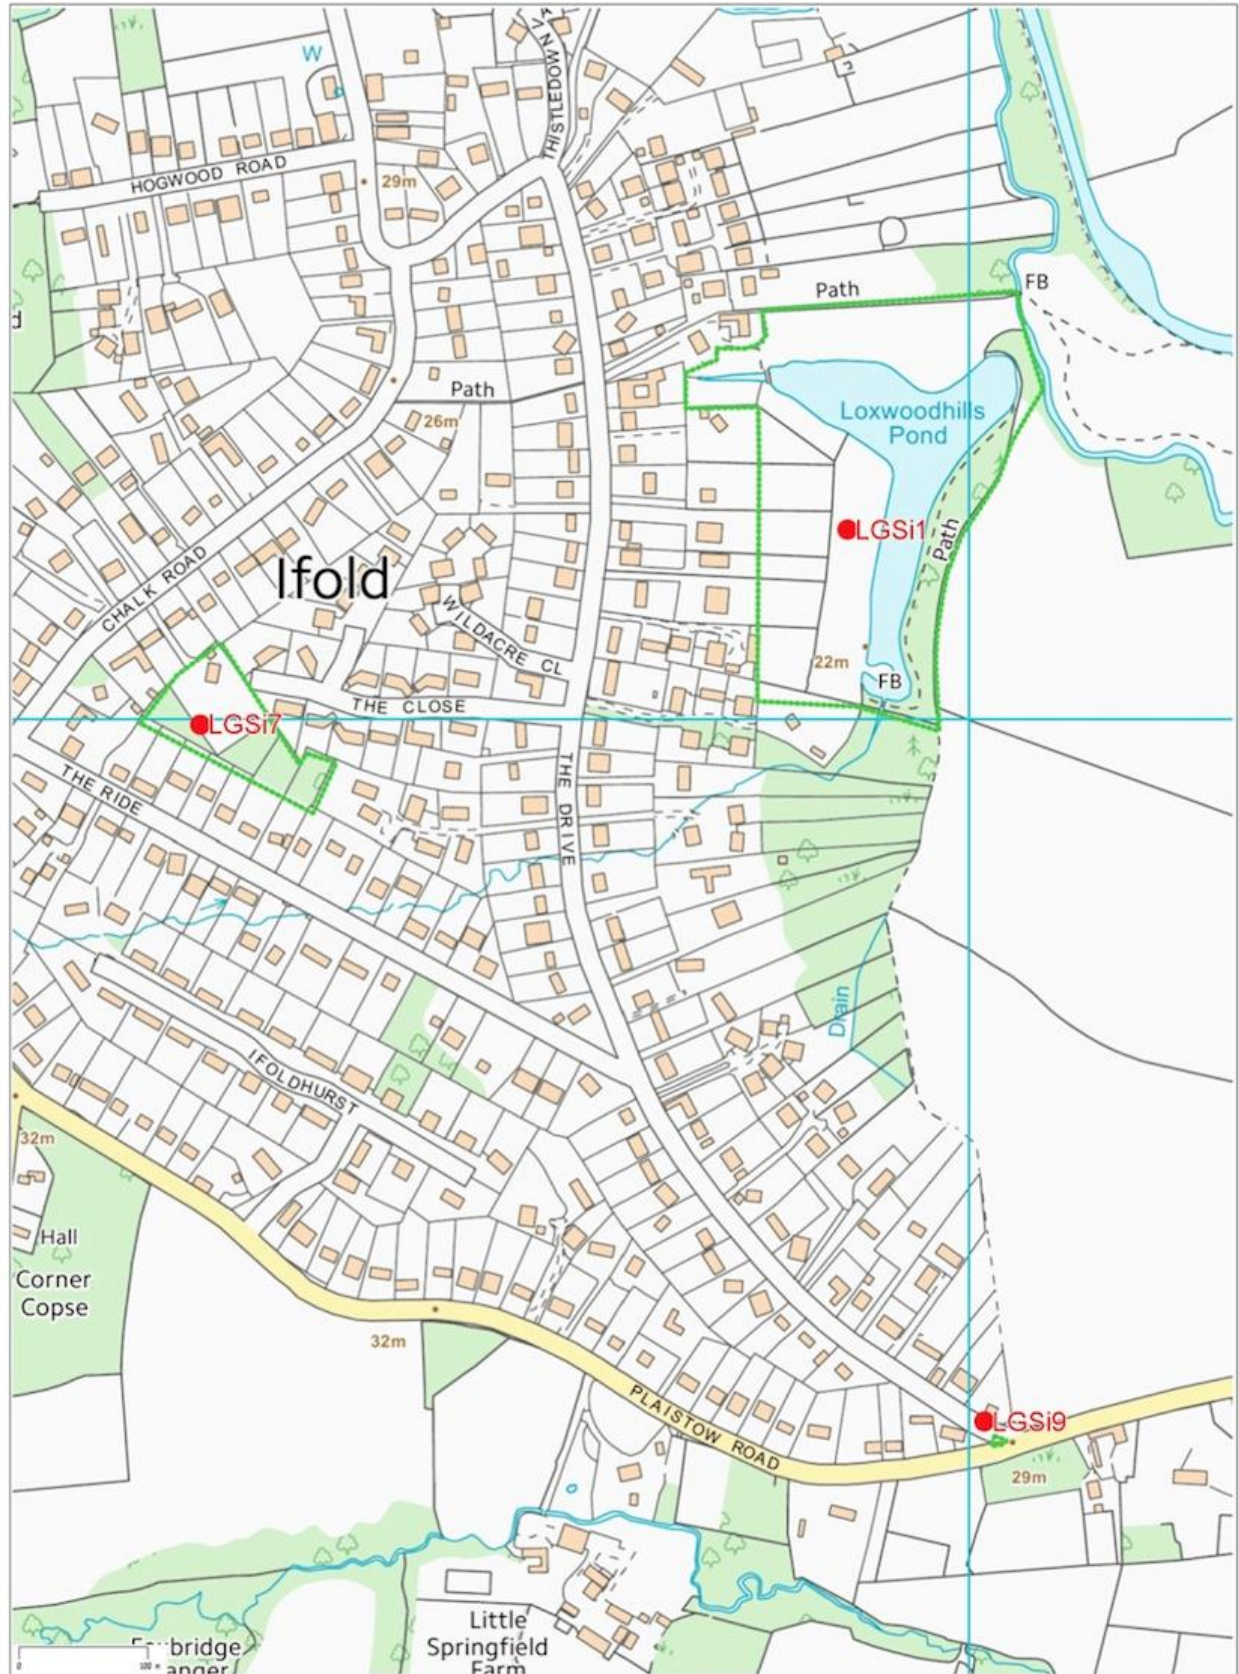 W
THISTLEDOWN
HOGWOOD ROAD
29m
FB
Path
Path
26m
Loxwoodhills
Pond
LGSi1
Path
Ifold
CHALK ROAD
WILDACRE CL
22m
FB
THE CLOSE
LGSi7
THE RIDE
THE DRIVE
Drain
IFOLDHURST
32m
Hall
Corner
Copse
32m
PLAISTOW ROAD
LGSi9
29m
Little
Springfield
Farm
0
100 m